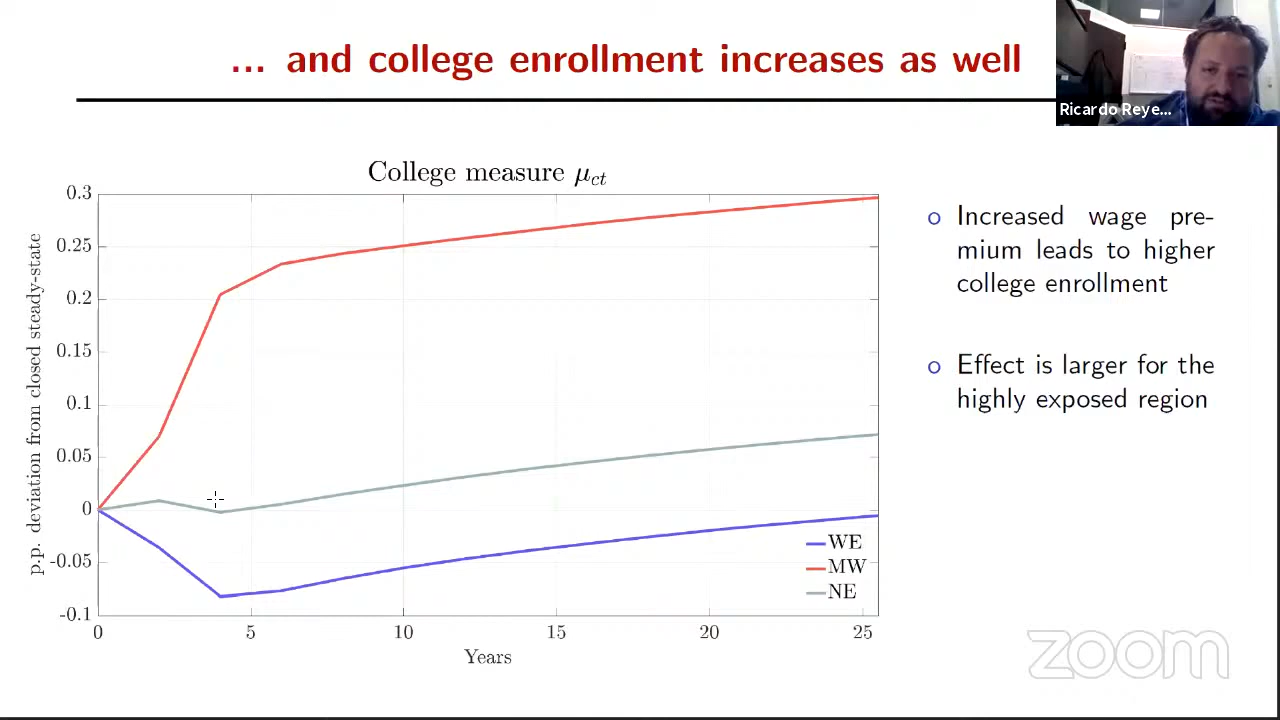 ... and college enrollment increases as well
Ricardo Reye...
College measure μct
0.3
0.25
0.2
0.15
0.1
0.05
0
-0.05
-0.1
p.p. deviation from closed steady-state
0 5 10 15 20 25
Years
WE
MW
NE
o Increased wage pre-
mium leads to higher
college enrollment
o Effect is larger for the
highly exposed region
zoom